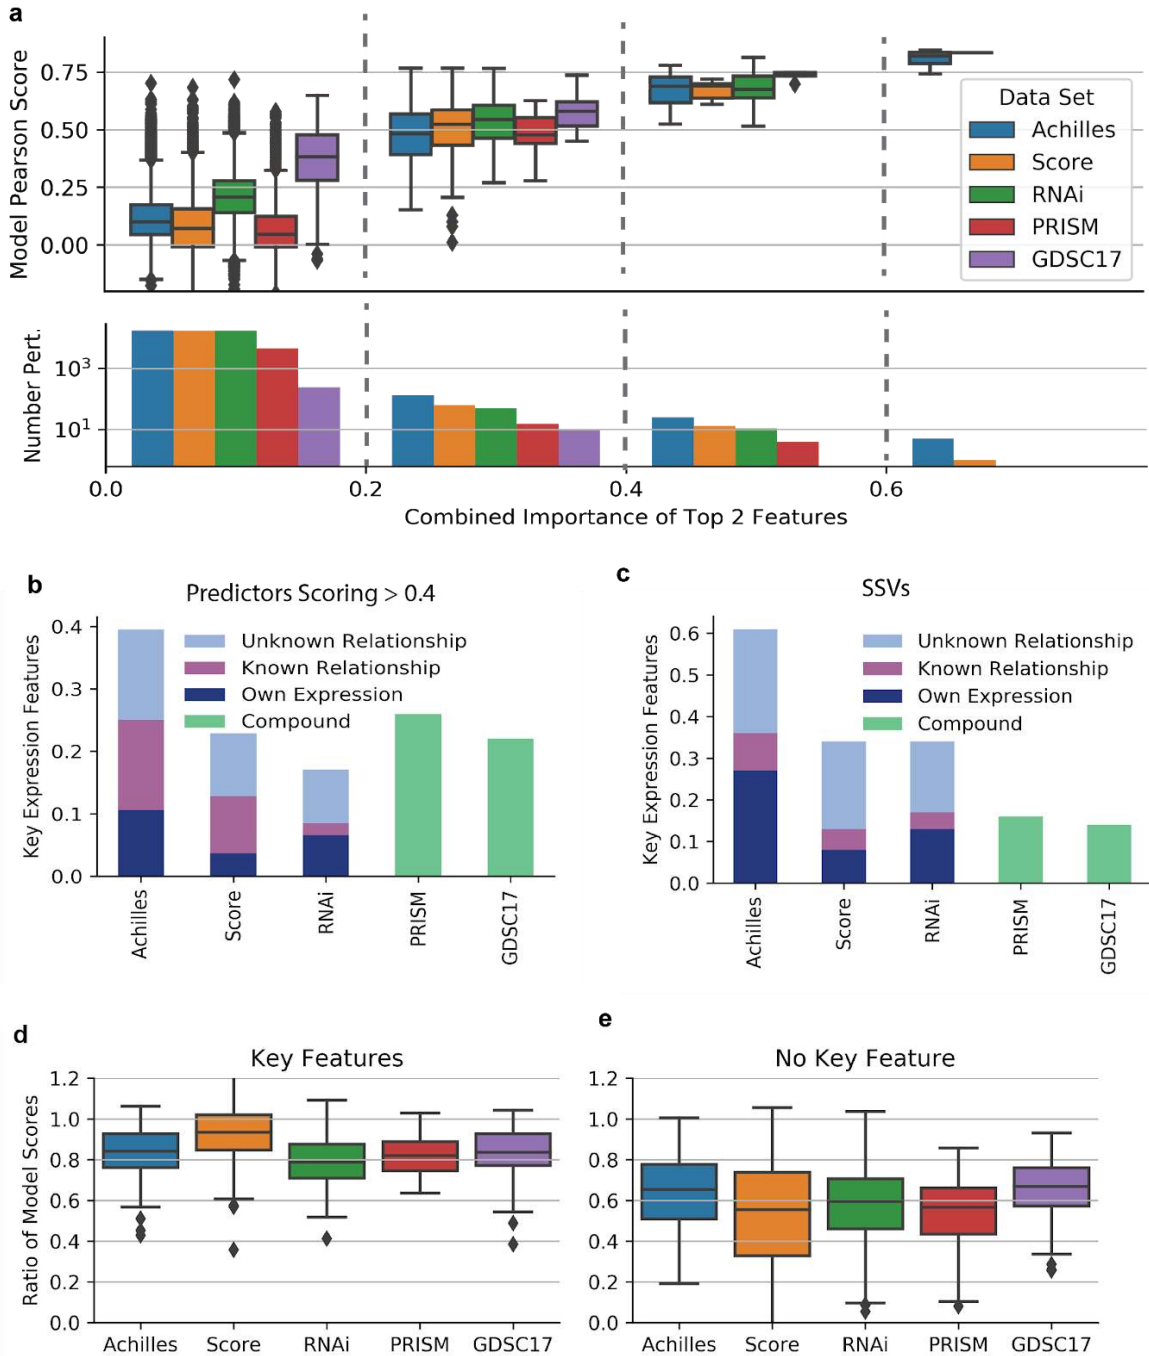 a
Model Pearson Score
0.75
0.50
0.25
0.00
Data Set
Achilles
Score
RNAi
PRISM
GDSC17
Number Pert.
10³
10¹
0.0 0.2 0.4 0.6
Combined Importance of Top 2 Features
b
Predictors Scoring > 0.4
Key Expression Features
0.4
0.3
0.2
0.1
0.0
Unknown Relationship
Known Relationship
Own Expression
Compound
Achilles Score RNAi PRISM GDSC17
c
SSVs
Key Expression Features
0.6
0.5
0.4
0.3
0.2
0.1
0.0
Unknown Relationship
Known Relationship
Own Expression
Compound
Achilles Score RNAi PRISM GDSC17
d
Key Features
Ratio of Model Scores
1.2
1.0
0.8
0.6
0.4
0.2
0.0
Achilles Score RNAi PRISM GDSC17
e
No Key Feature
1.2
1.0
0.8
0.6
0.4
0.2
0.0
Achilles Score RNAi PRISM GDSC17